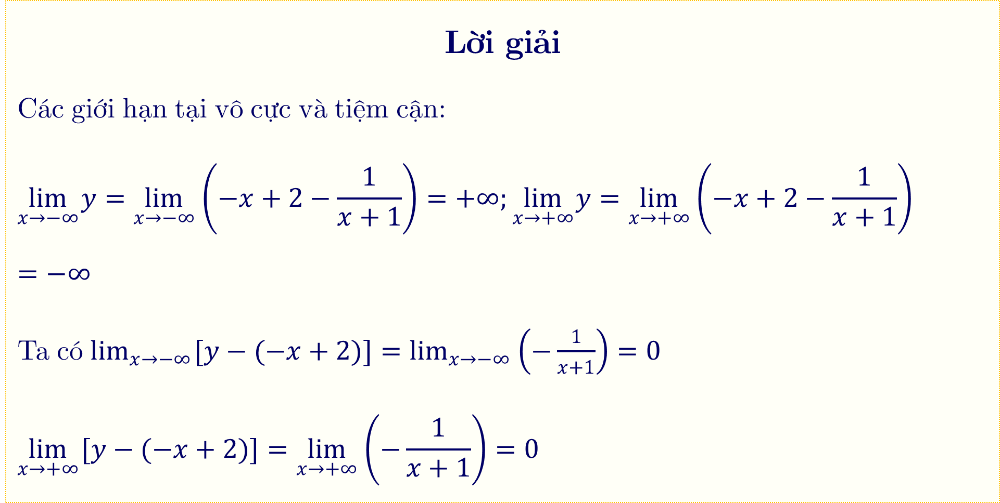 Lời giải
Các giới hạn tại vô cực và tiệm cận:
$\lim_{x \to -\infty} y = \lim_{x \to -\infty} \left( -x + 2 - \frac{1}{x + 1} \right) = +\infty; \lim_{x \to +\infty} y = \lim_{x \to +\infty} \left( -x + 2 - \frac{1}{x + 1} \right)$
$= -\infty$
Ta có $\lim_{x \to -\infty} [y - (-x + 2)] = \lim_{x \to -\infty} \left( -\frac{1}{x+1} \right) = 0$
$\lim_{x \to +\infty} [y - (-x + 2)] = \lim_{x \to +\infty} \left( -\frac{1}{x + 1} \right) = 0$